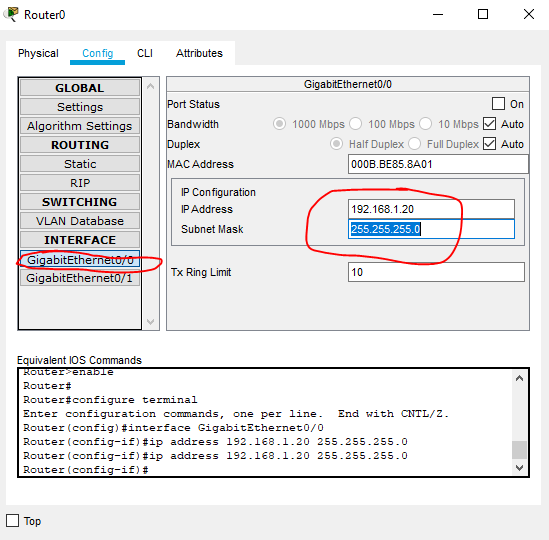 Router0
Physical Config CLI Attributes
GLOBAL
Settings
Algorithm Settings
ROUTING
Static
RIP
SWITCHING
VLAN Database
INTERFACE
GigabitEthernet0/0
GigabitEthernet0/1
GigabitEthernet0/0
Port Status On
Bandwidth 1000 Mbps 100 Mbps 10 Mbps Auto
Duplex Half Duplex Full Duplex Auto
MAC Address 000B.BE85.8A01
IP Configuration
IP Address 192.168.1.20
Subnet Mask 255.255.255.0
Tx Ring Limit 10
Equivalent IOS Commands
Router>enable
Router#
Router#configure terminal
Enter configuration commands, one per line. End with CNTL/Z.
Router(config)#interface GigabitEthernet0/0
Router(config-if)#ip address 192.168.1.20 255.255.255.0
Router(config-if)#ip address 192.168.1.20 255.255.255.0
Router(config-if)#
Top